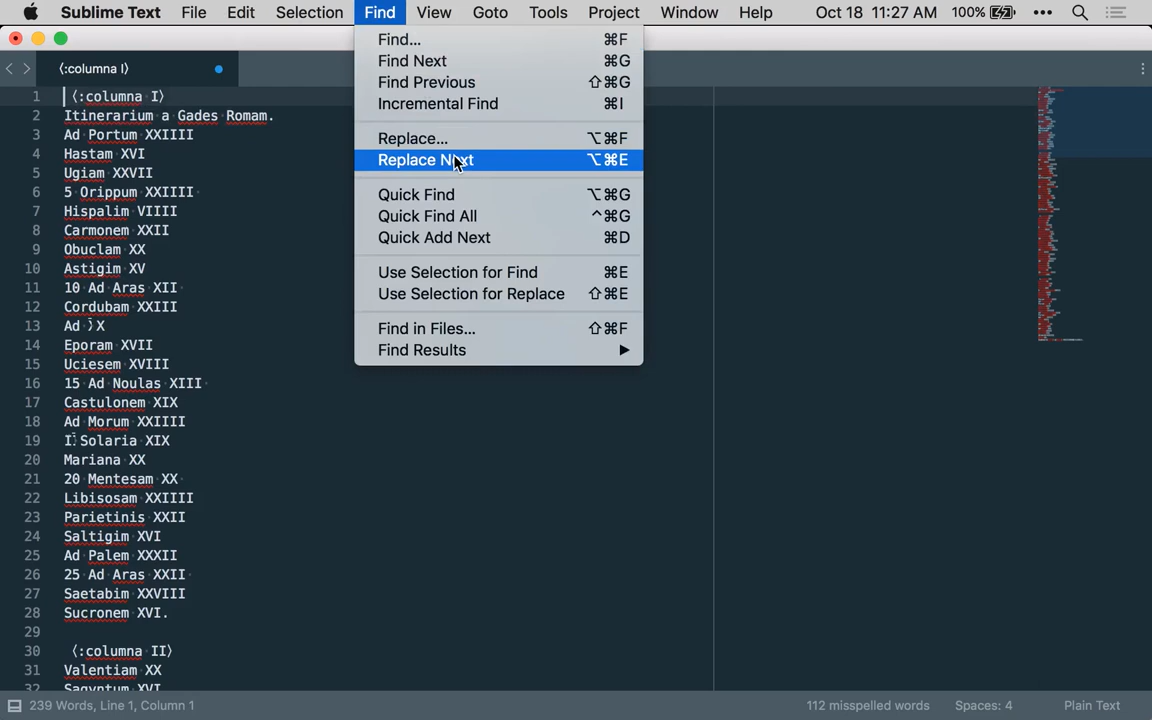 Sublime Text File Edit Selection Find View Goto Tools Project Window Help Oct 18 11:27 AM 100%
⟨:columna I⟩
Find... ⌘F
Find Next ⌘G
Find Previous ⇧⌘G
Incremental Find ⌘I
Replace... ⌥⌘F
Replace Next ⌥⌘E
Quick Find ⌥⌘G
Quick Find All ^⌘G
Quick Add Next ⌘D
Use Selection for Find ⌘E
Use Selection for Replace ⇧⌘E
Find in Files... ⇧⌘F
Find Results ▶
1 ⟨:columna I⟩
2 Itinerarium a Gades Romam.
3 Ad Portum XXIIII
4 Hastam XVI
5 Ugiam XXVII
6 5 Orippum XXIIII
7 Hispalim VIIII
8 Carmonem XXII
9 Obuclam XX
10 Astigim XV
11 10 Ad Aras XII
12 Cordubam XXIII
13 Ad X
14 Eporam XVII
15 Uciesem XVIII
16 15 Ad Noulas XIII
17 Castulonem XIX
18 Ad Morum XXIIII
19 II Solaria XIX
20 Mariana XX
21 20 Mentesam XX
22 Libisosam XXIIII
23 Parietinis XXII
24 Saltigim XVI
25 Ad Palem XXXII
26 25 Ad Aras XXII
27 Saetabim XXVIII
28 Sucronem XVI.
29
30 ⟨:columna II⟩
31 Valentiam XX
32 Saguntum XVI
239 Words, Line 1, Column 1 112 misspelled words Spaces: 4 Plain Text